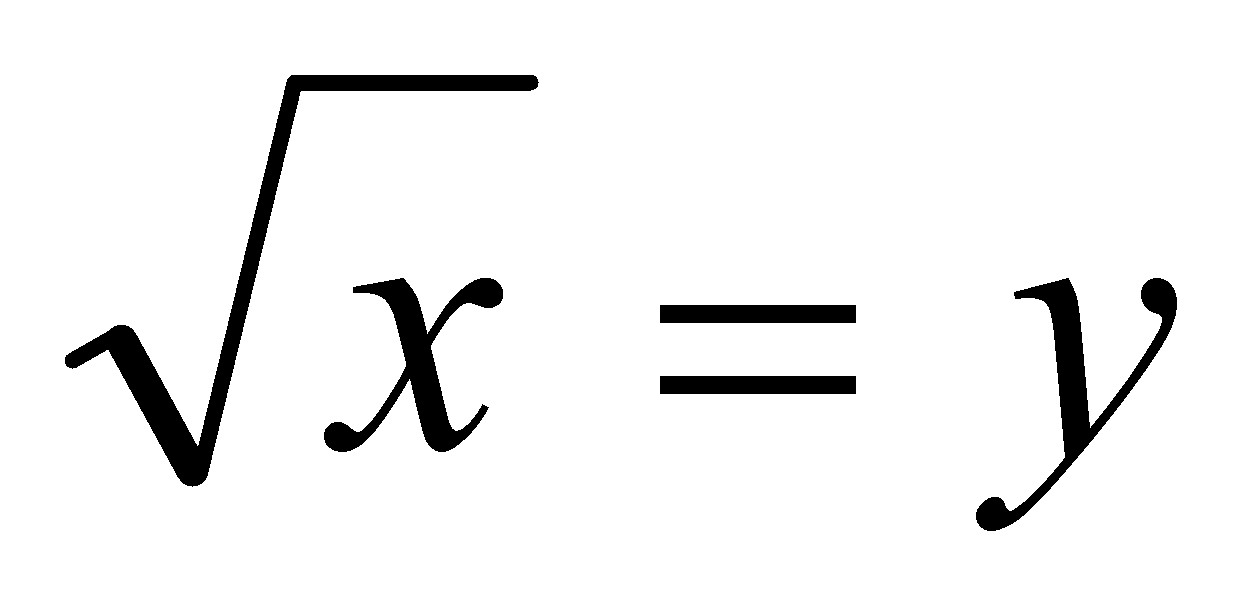 √x = y